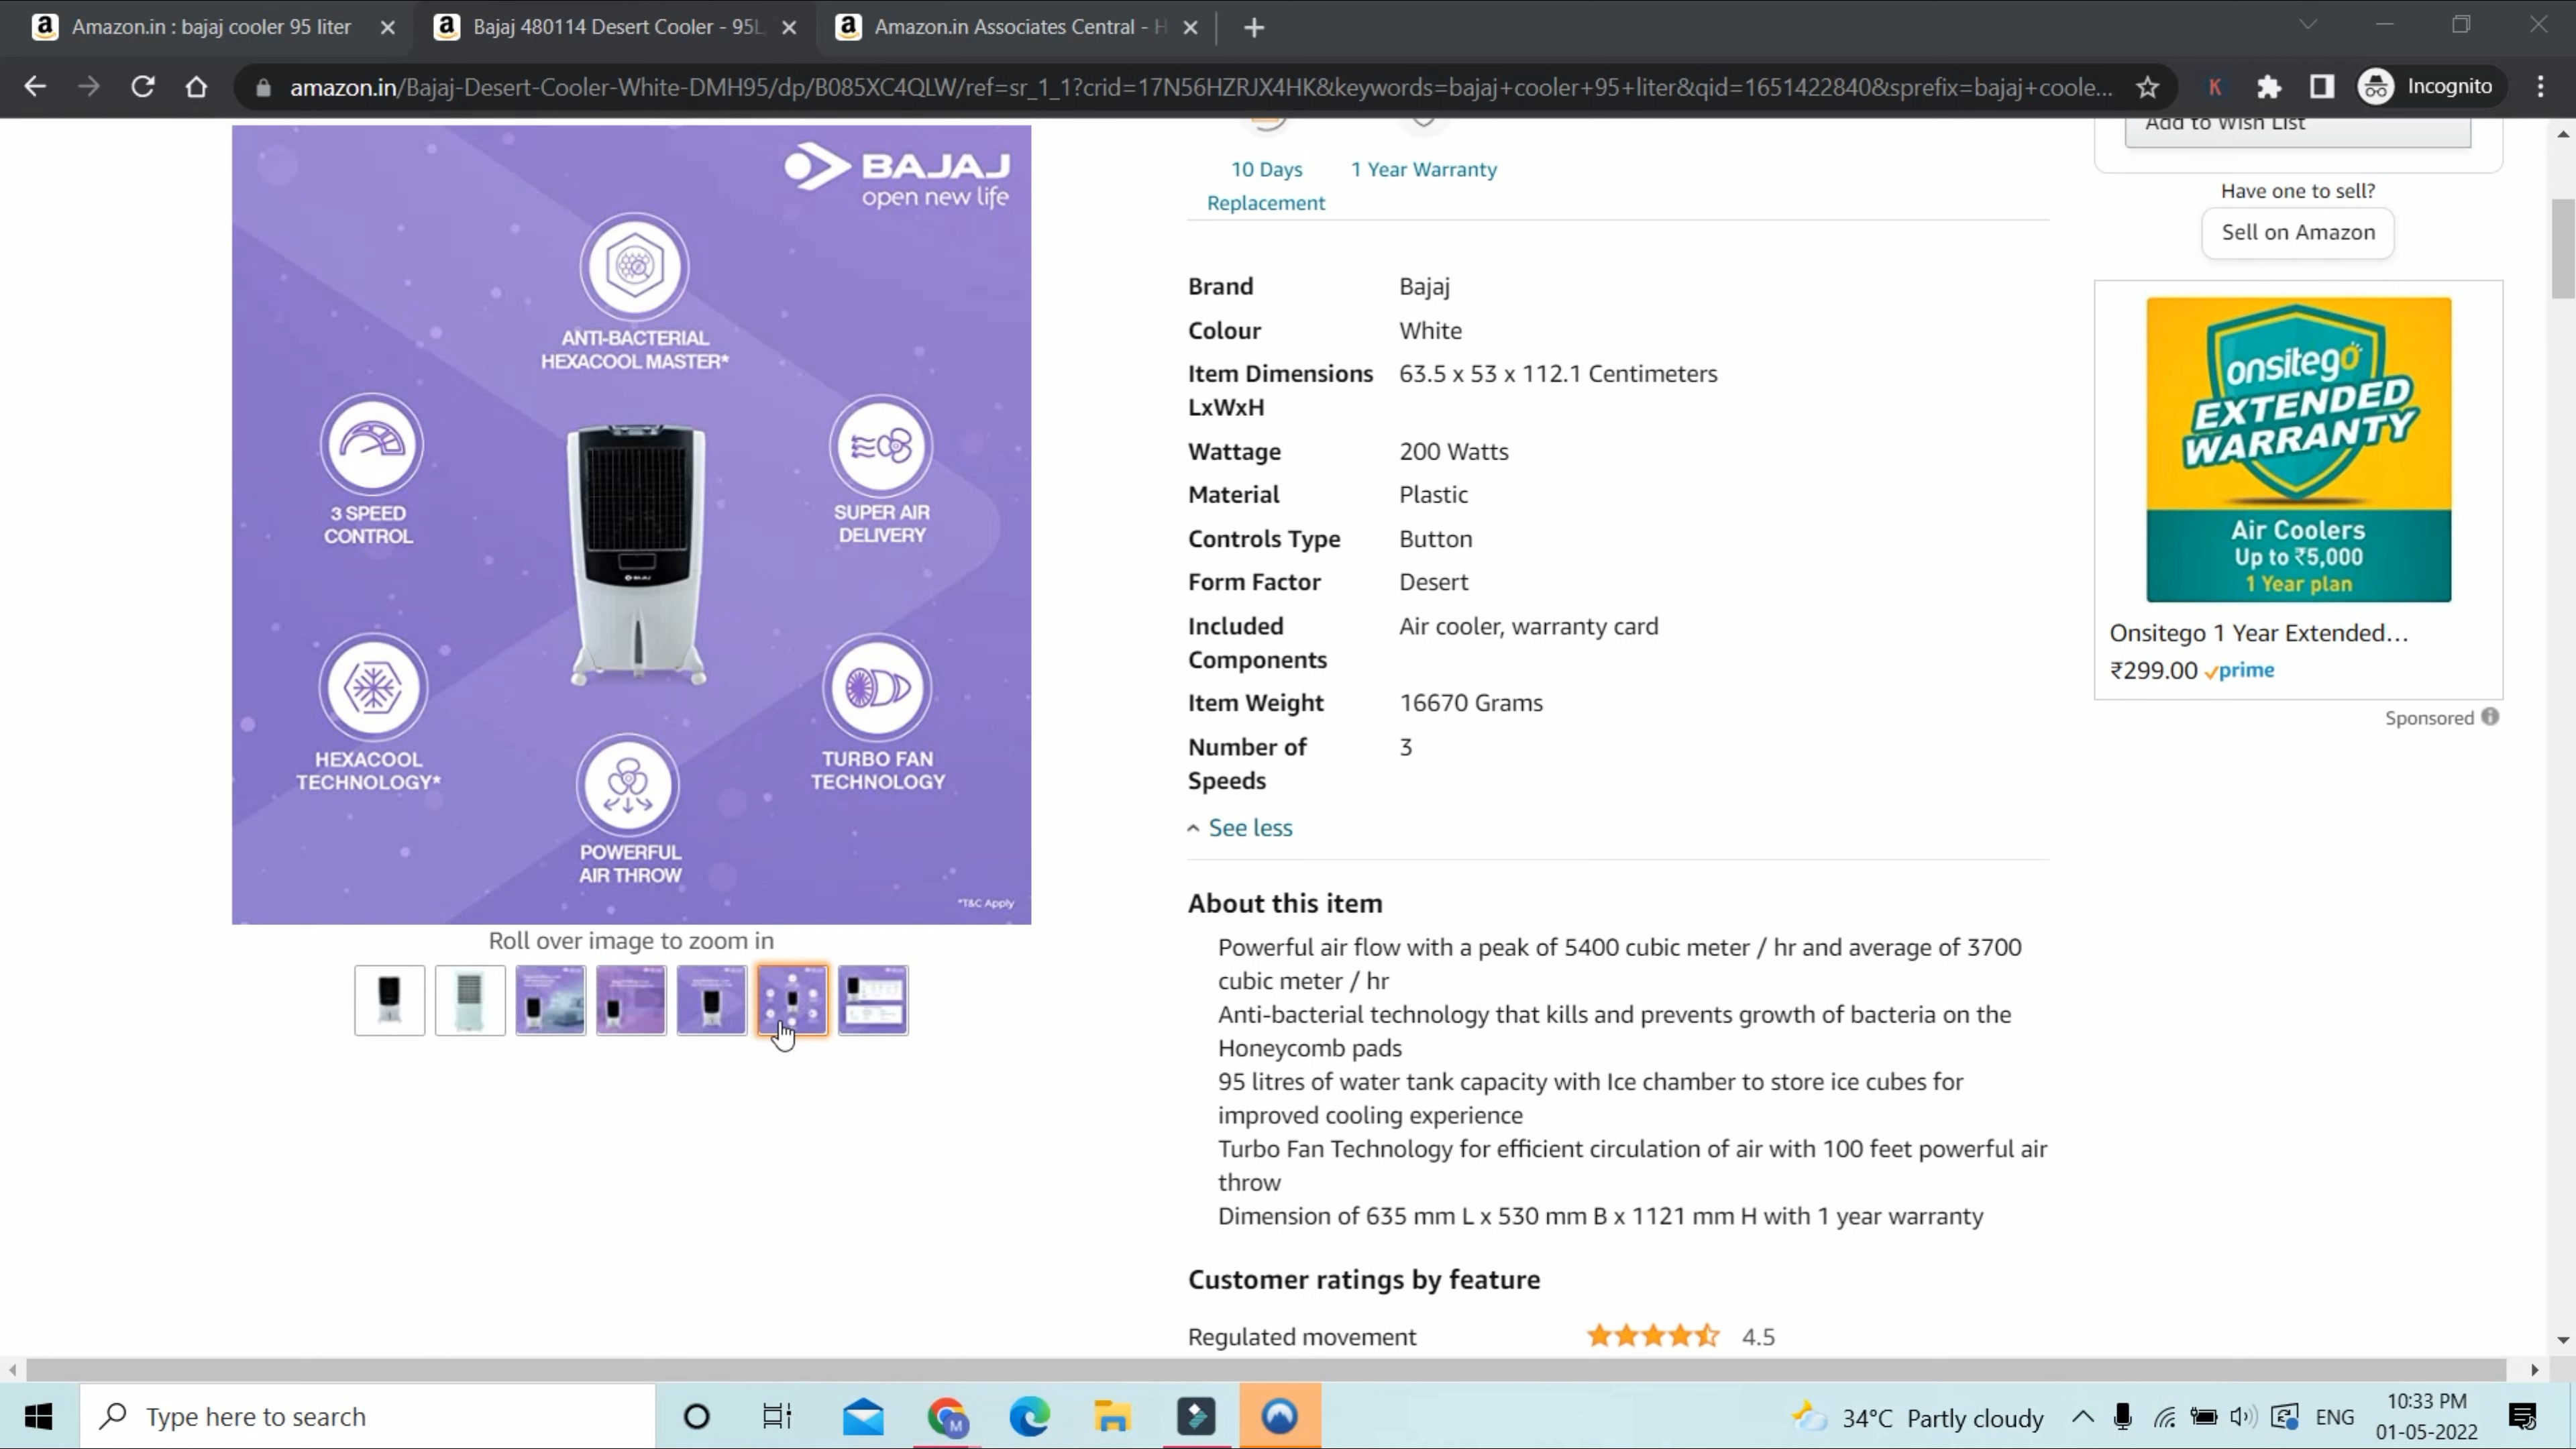 Amazon.in : bajaj cooler 95 liter
Bajaj 480114 Desert Cooler - 95L
Amazon.in Associates Central - H
amazon.in/Bajaj-Desert-Cooler-White-DMH95/dp/B085XC4QLW/ref=sr_1_1?crid=17N56HZRJX4HK&keywords=bajaj+cooler+95+liter&qid=1651422840&sprefix=bajaj+coole...
K
Incognito
BAJAJ
open new life
ANTI-BACTERIAL
HEXACOOL MASTER*
3 SPEED
CONTROL
SUPER AIR
DELIVERY
BAJAJ
HEXACOOL
TECHNOLOGY*
TURBO FAN
TECHNOLOGY
POWERFUL
AIR THROW
*T&C Apply
Roll over image to zoom in
10 Days
Replacement
1 Year Warranty
Brand Bajaj
Colour White
Item Dimensions 63.5 x 53 x 112.1 Centimeters
LxWxH
Wattage 200 Watts
Material Plastic
Controls Type Button
Form Factor Desert
Included Air cooler, warranty card
Components
Item Weight 16670 Grams
Number of 3
Speeds
See less
About this item
Powerful air flow with a peak of 5400 cubic meter / hr and average of 3700
cubic meter / hr
Anti-bacterial technology that kills and prevents growth of bacteria on the
Honeycomb pads
95 litres of water tank capacity with Ice chamber to store ice cubes for
improved cooling experience
Turbo Fan Technology for efficient circulation of air with 100 feet powerful air
throw
Dimension of 635 mm L x 530 mm B x 1121 mm H with 1 year warranty
Customer ratings by feature
Regulated movement 4.5
Add to Wish List
Have one to sell?
Sell on Amazon
onsitego
EXTENDED
WARRANTY
Air Coolers
Up to ₹5,000
1 Year plan
Onsitego 1 Year Extended...
₹299.00 prime
Sponsored
Type here to search
M
34°C Partly cloudy
ENG
10:33 PM
01-05-2022